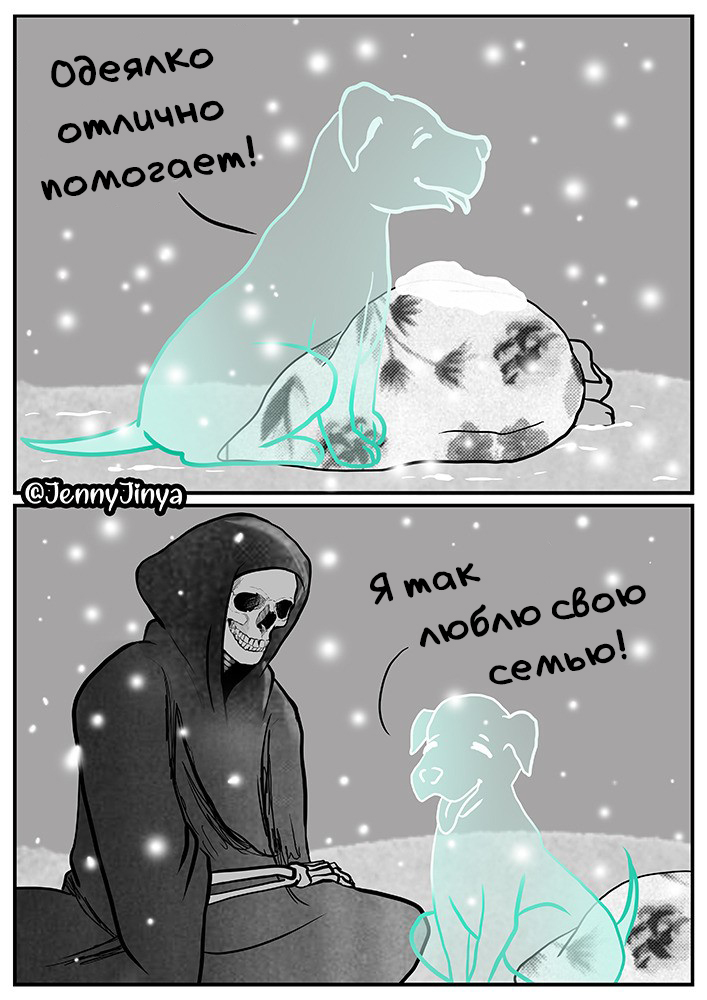 Одеялко
отлично
помогает!
@JennyJinya
Я так
люблю свою
семью!